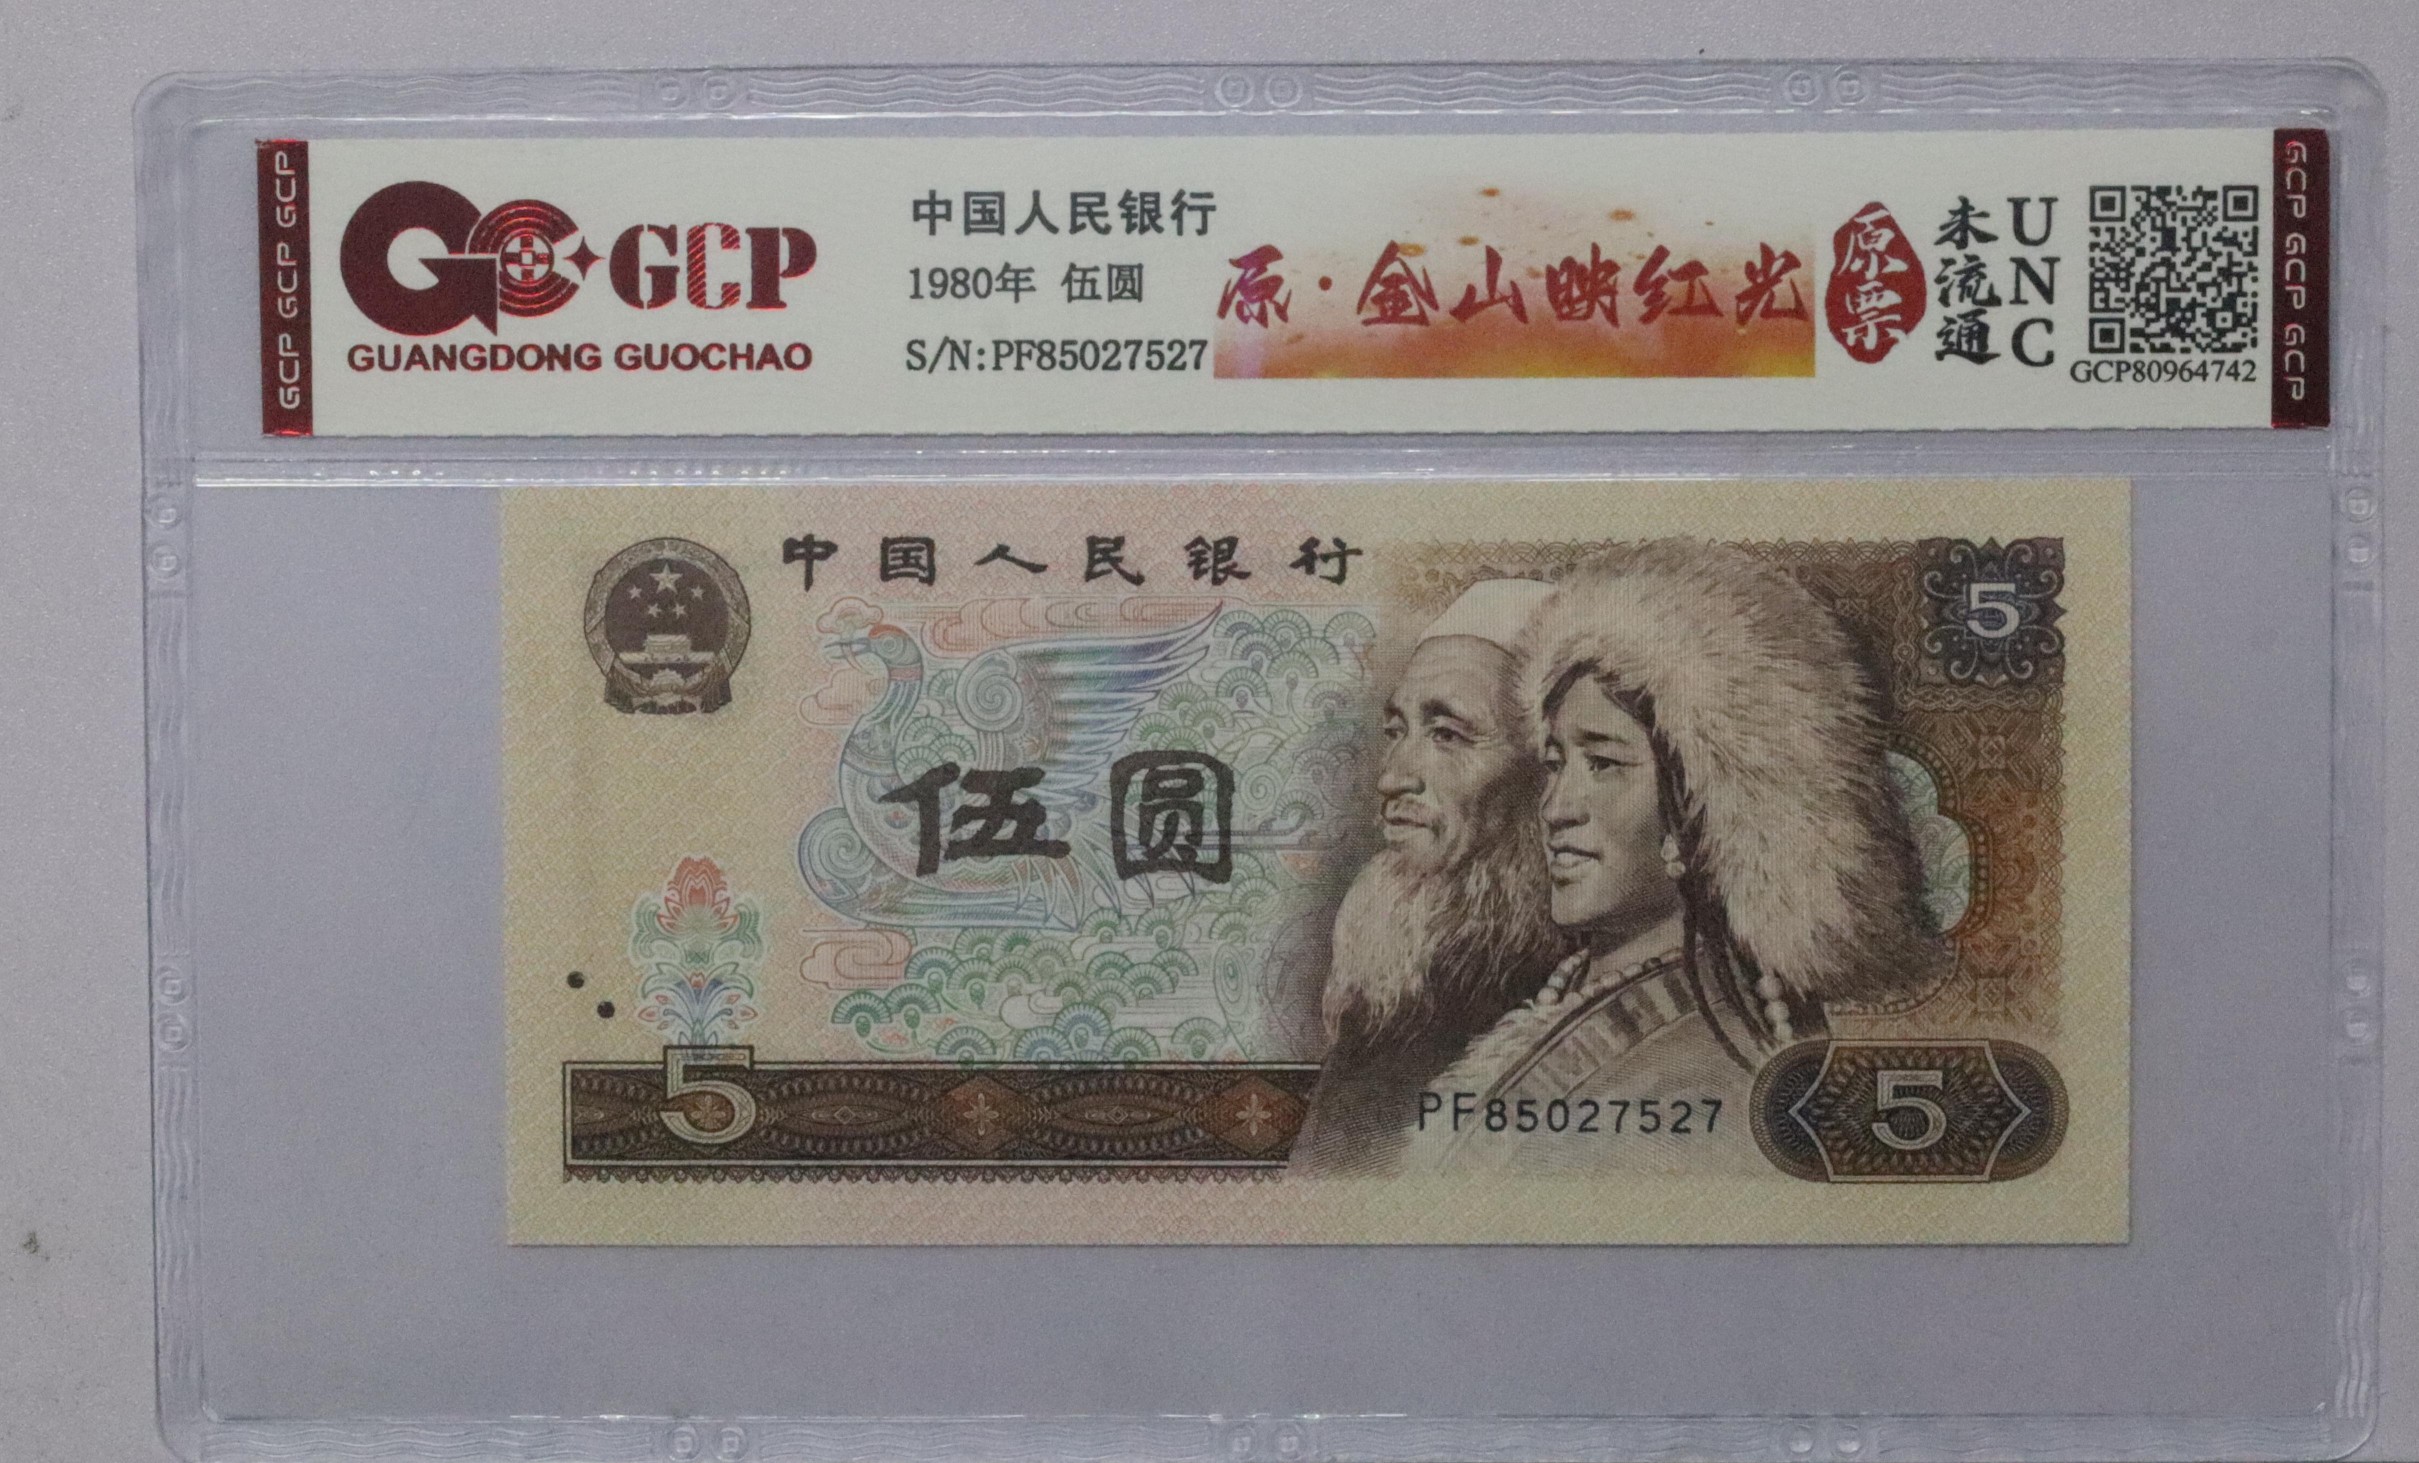 GCP GCP GCP
GCP
GUANGDONG GUOCHAO
中国人民银行
1980年 伍圆
S/N:PF85027527
原·金山映红光
原票
未流通
UNC
GCP80964742
GCP GCP GCP
中国人民银行
5
伍圆
5
PF85027527
5